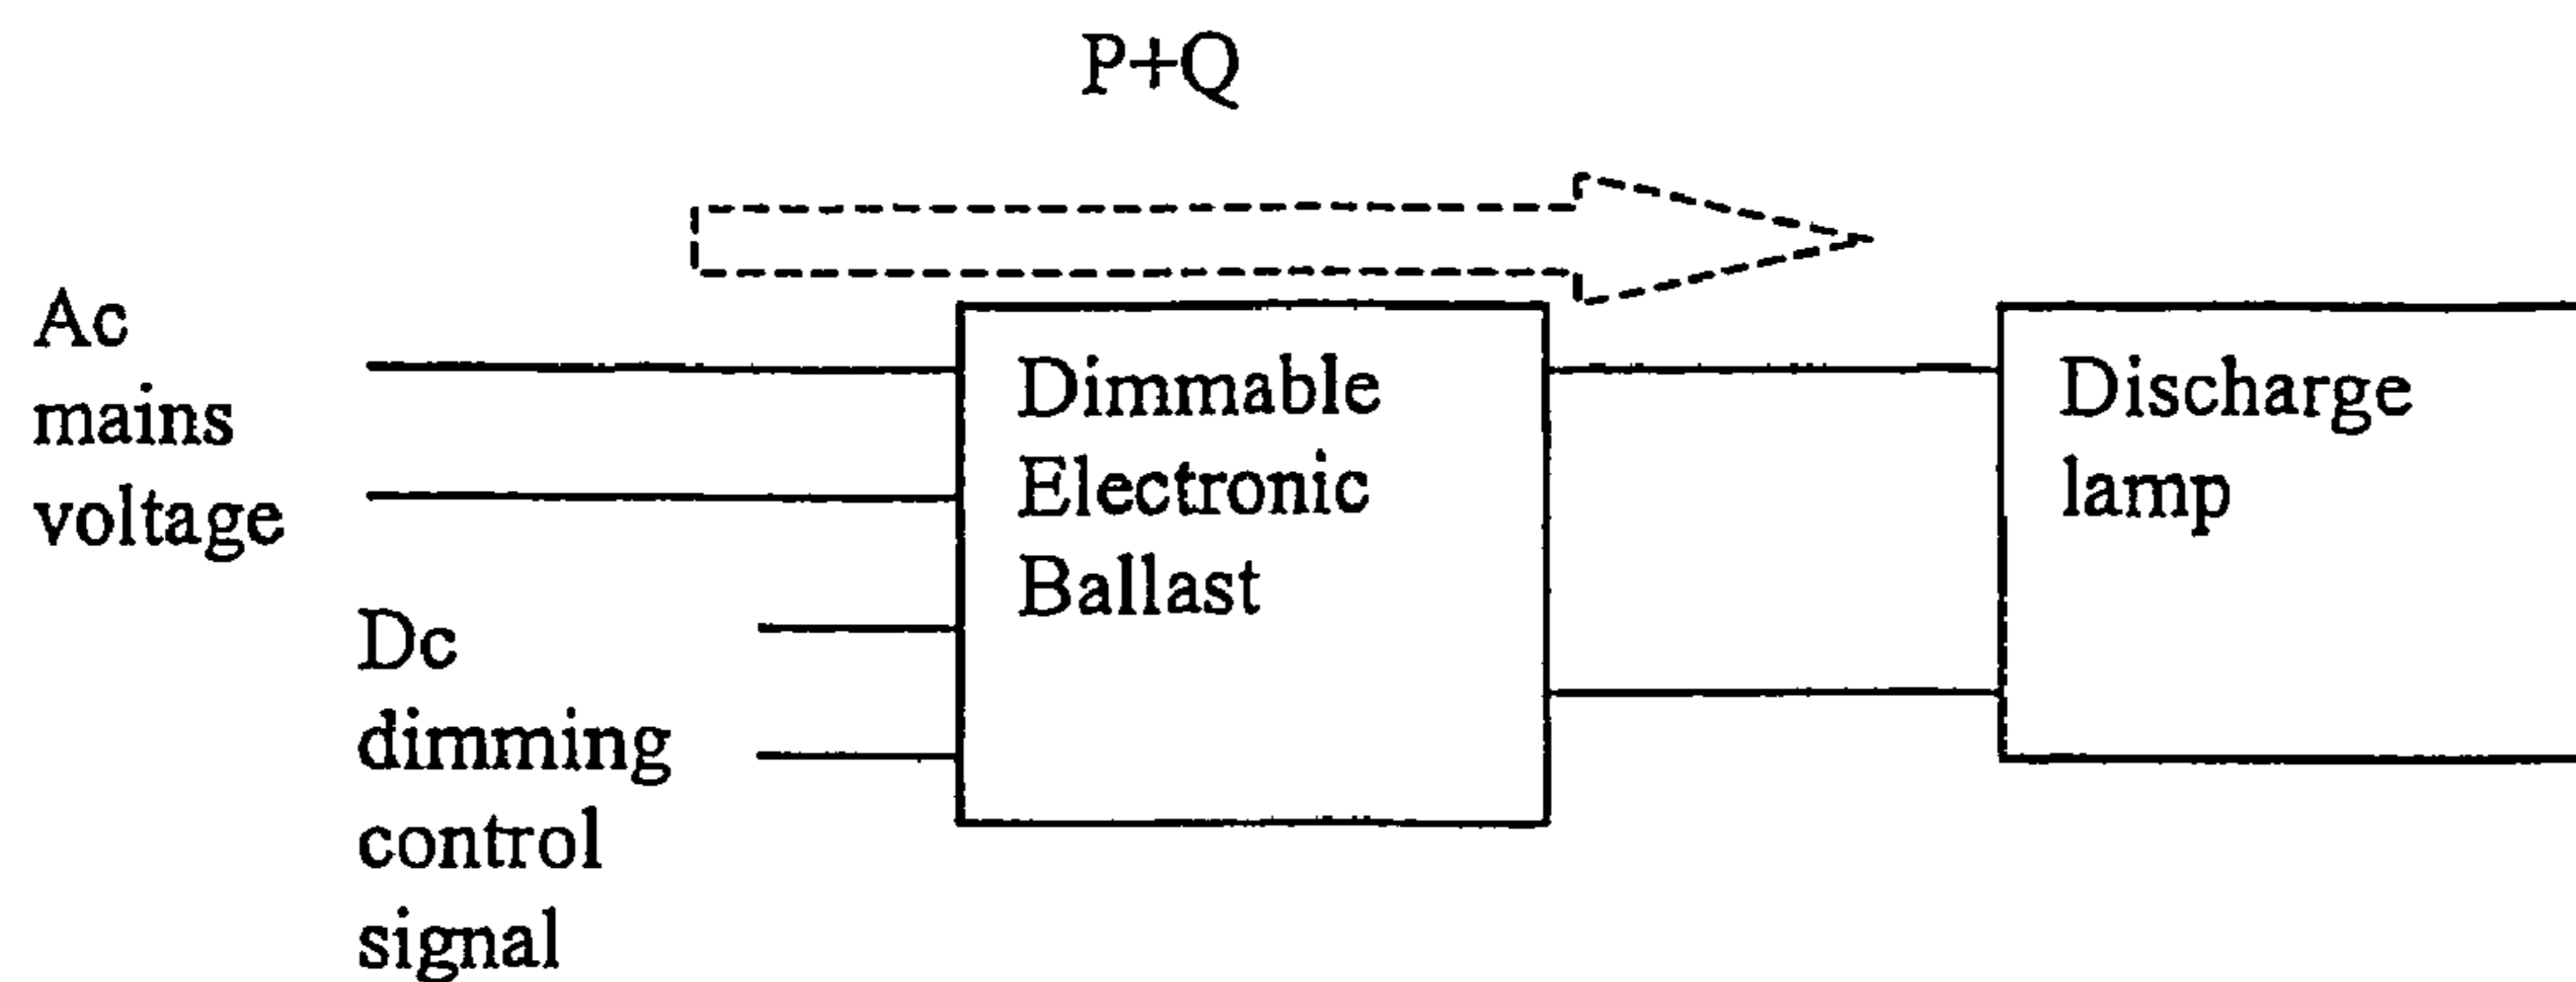 P+Q
Ac
mains
voltage
Dc
dimming
control
signal
Dimmable
Electronic
Ballast
Discharge
lamp